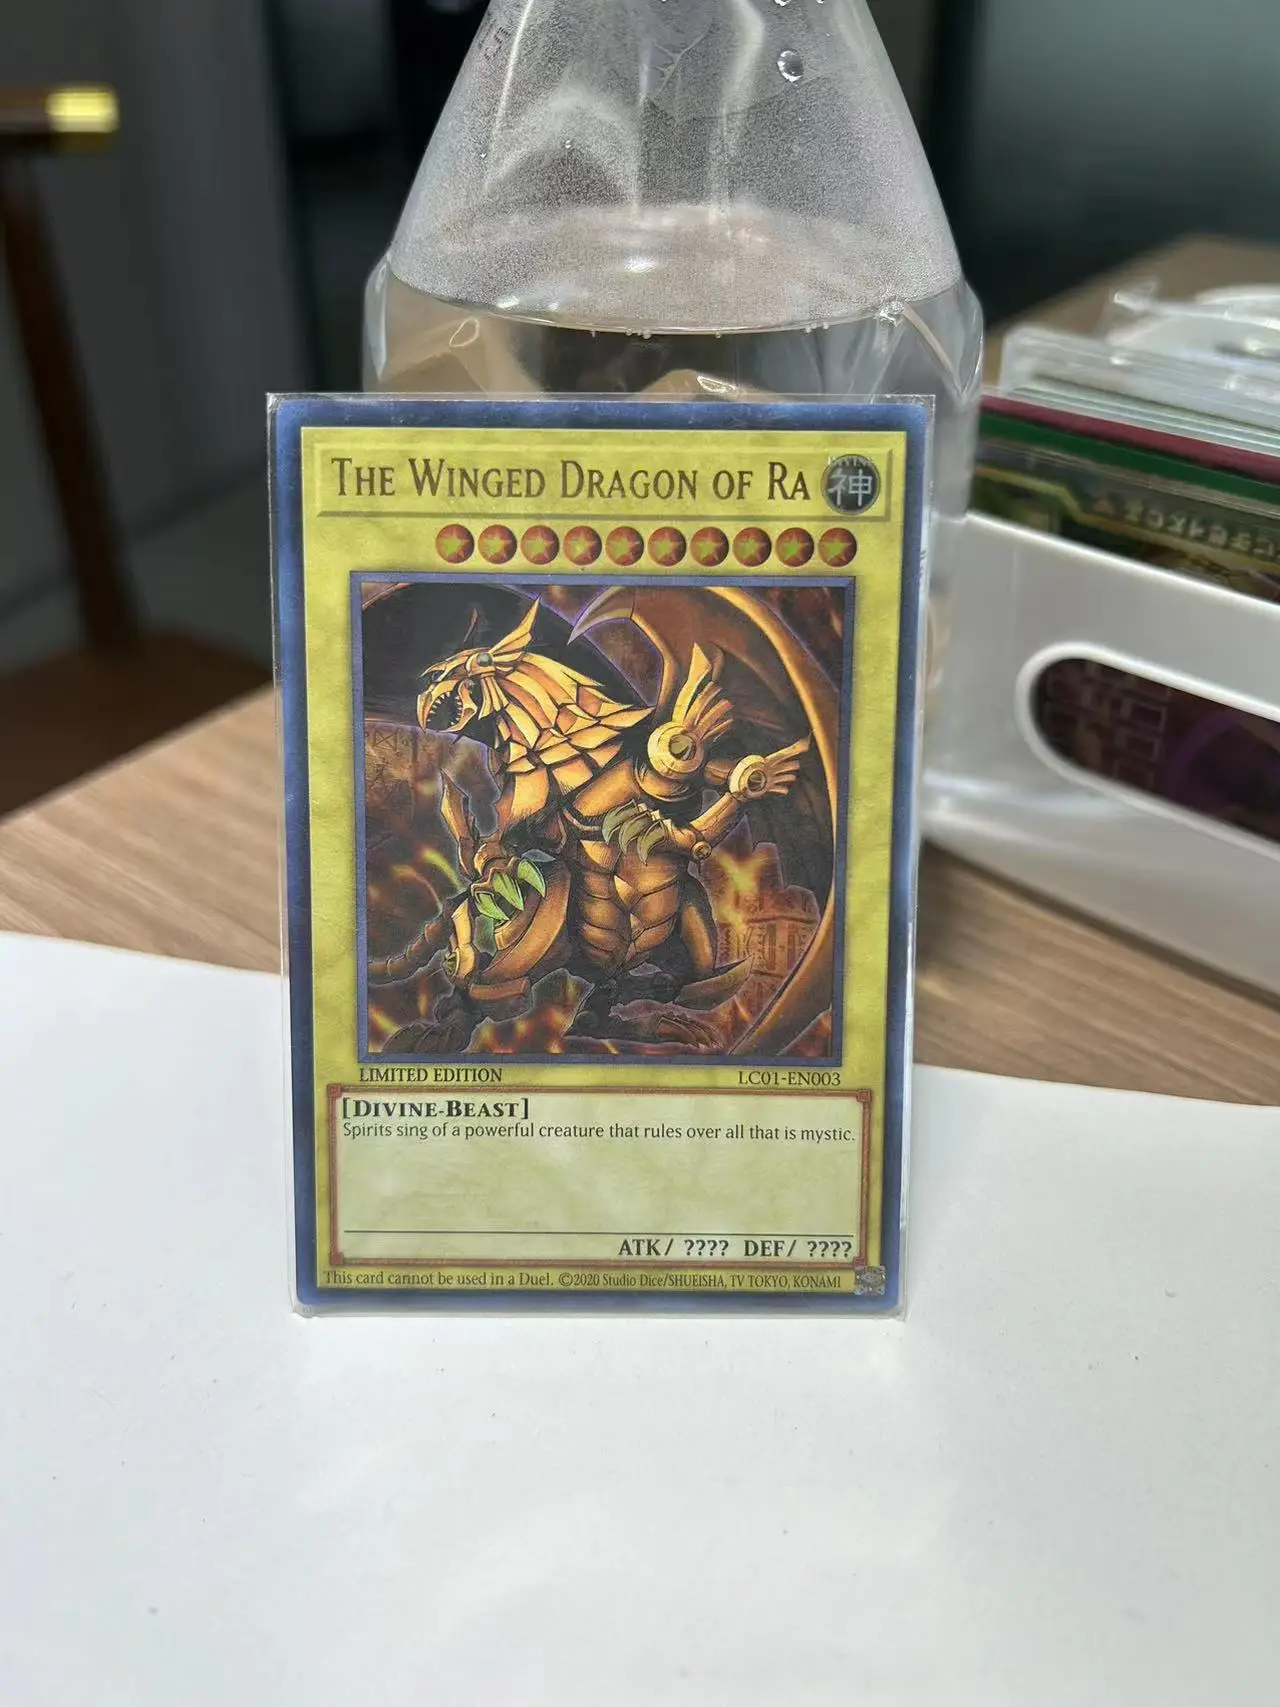 THE WINGED DRAGON OF RA
神
LIMITED EDITION
LC01-EN003
[DIVINE-BEAST]
Spirits sing of a powerful creature that rules over all that is mystic.
ATK/ ???? DEF/ ????
This card cannot be used in a Duel. ©2020 Studio Dice/SHUEISHA, TV TOKYO, KONAMI